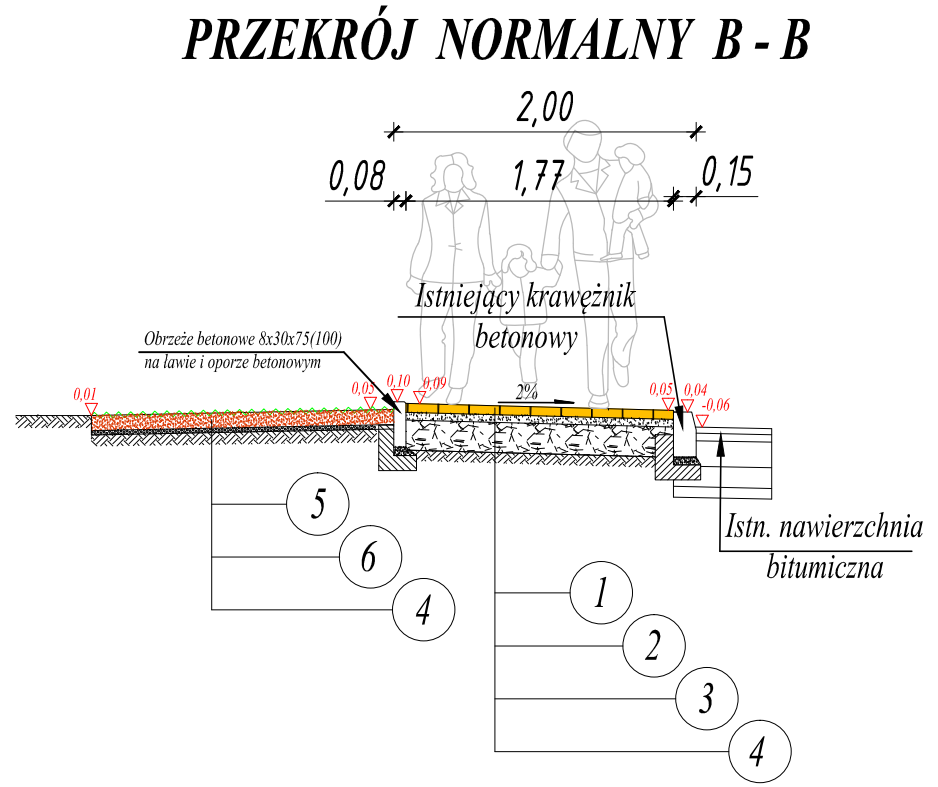 PRZEKRÓJ NORMALNY B - B
2,00
0,08 1,77 0,15
Istniejący krawężnik
betonowy
Obrzeże betonowe 8x30x75(100)
na ławie i oporze betonowym
0,01 0,05 0,10 0,09 2% 0,05 0,04 -0,06
5
6
4
Istn. nawierzchnia
bitumiczna
1
2
3
4